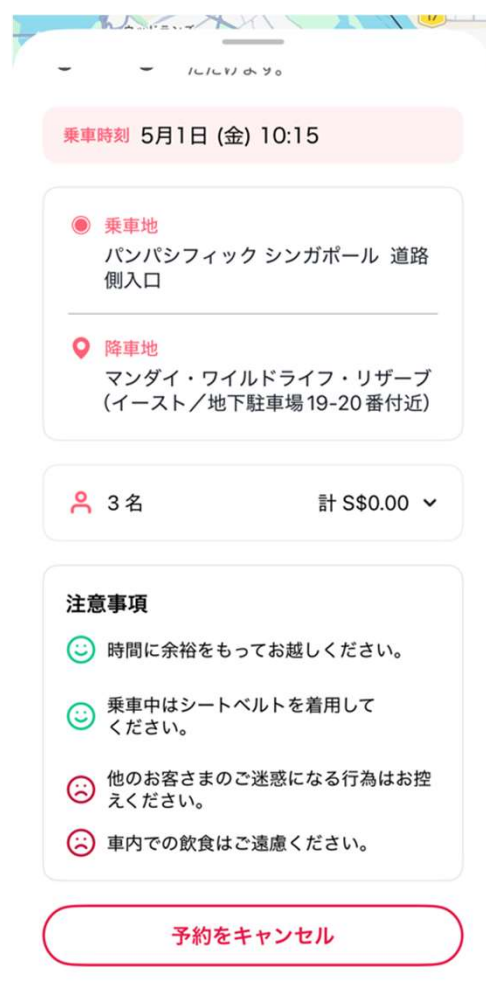 17
ただけます。
乗車時刻 5月1日 (金) 10:15
乗車地
パンパシフィック シンガポール 道路
側入口
降車地
マンダイ・ワイルドライフ・リザーブ
(イースト／地下駐車場19-20番付近)
3名 計 S$0.00
注意事項
時間に余裕をもってお越しください。
乗車中はシートベルトを着用して
ください。
他のお客さまのご迷惑になる行為はお控
えください。
車内での飲食はご遠慮ください。
予約をキャンセル